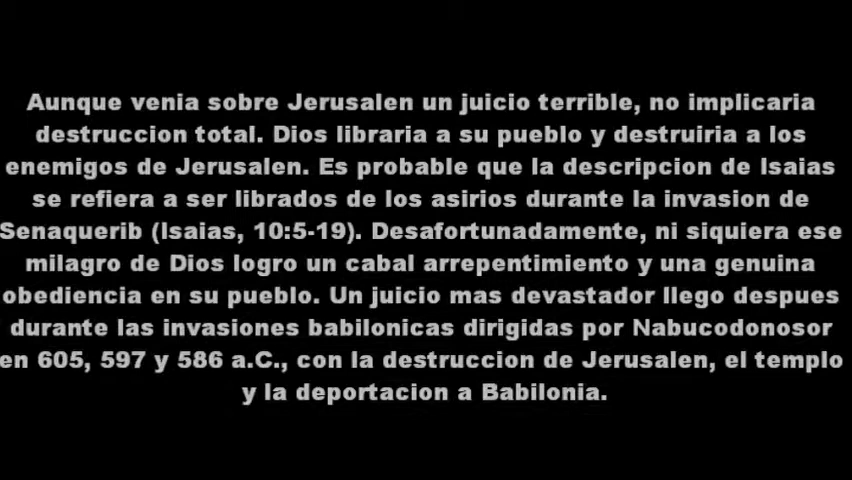 Aunque venia sobre Jerusalen un juicio terrible, no implicaria
destruccion total. Dios libraria a su pueblo y destruiria a los
enemigos de Jerusalen. Es probable que la descripcion de Isaias
se refiera a ser librados de los asirios durante la invasion de
Senaquerib (Isaias, 10:5-19). Desafortunadamente, ni siquiera ese
milagro de Dios logro un cabal arrepentimiento y una genuina
obediencia en su pueblo. Un juicio mas devastador llego despues
durante las invasiones babilonicas dirigidas por Nabucodonosor
en 605, 597 y 586 a.C., con la destruccion de Jerusalen, el templo
y la deportacion a Babilonia.